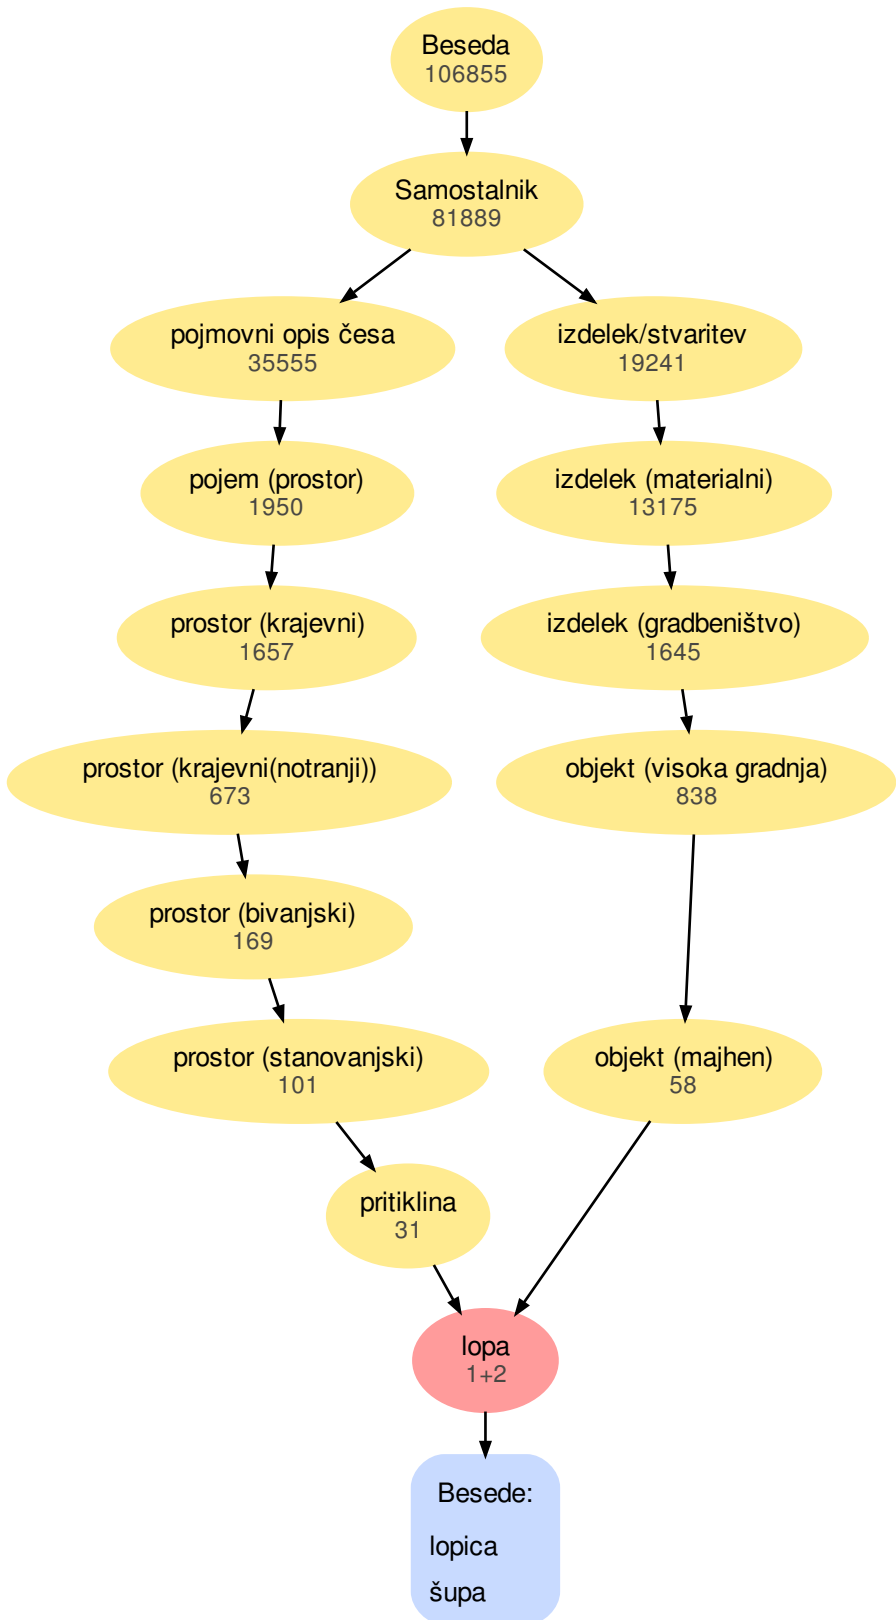 Beseda
106855
Samostalnik
81889
pojmovni opis česa
35555
izdelek/stvaritev
19241
pojem (prostor)
1950
izdelek (materialni)
13175
prostor (krajevni)
1657
izdelek (gradbeništvo)
1645
prostor (krajevni(notranji))
673
objekt (visoka gradnja)
838
prostor (bivanjski)
169
prostor (stanovanjski)
101
objekt (majhen)
58
pritiklina
31
lopa
1+2
Besede:
lopica
šupa